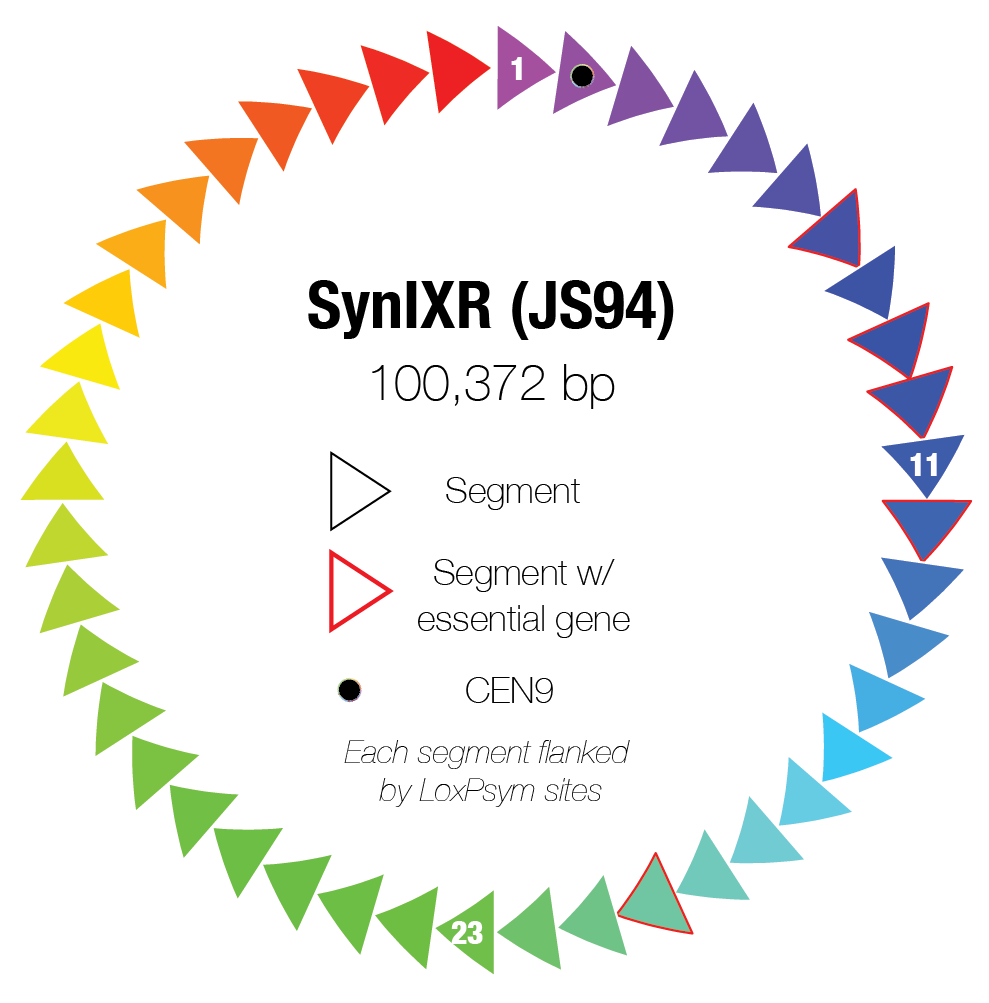 1
SynIXR (JS94)
100,372 bp
11
Segment
Segment w/
essential gene
CEN9
Each segment flanked
by LoxPsym sites
23